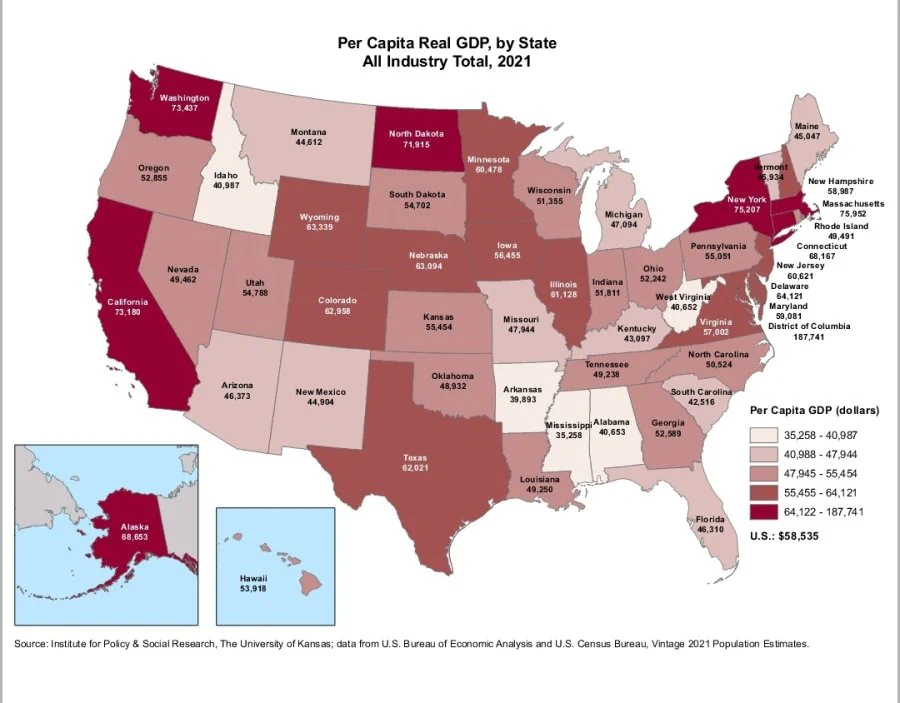 Per Capita Real GDP, by State
All Industry Total, 2021
Washington
73,437
Montana
44,612
North Dakota
71,915
Minnesota
60,478
Maine
45,047
Oregon
52,855
Idaho
40,987
South Dakota
54,702
Wisconsin
51,355
Vermont
45,934
New Hampshire
58,987
Michigan
47,094
New York
75,207
Massachusetts
75,952
Rhode Island
49,491
Connecticut
68,167
Wyoming
63,339
Nebraska
63,094
Iowa
56,455
Pennsylvania
55,051
New Jersey
60,621
Delaware
64,121
Maryland
59,081
District of Columbia
187,741
Nevada
49,462
Utah
54,788
Colorado
62,958
Illinois
61,128
Indiana
51,811
Ohio
52,242
West Virginia
40,652
California
73,180
Kansas
55,454
Missouri
47,944
Kentucky
43,097
Virginia
57,002
Tennessee
49,238
North Carolina
50,524
Arizona
46,373
New Mexico
44,904
Oklahoma
48,932
Arkansas
39,893
South Carolina
42,516
Mississippi
35,258
Alabama
40,653
Georgia
52,589
Texas
62,021
Louisiana
49,250
Florida
46,310
Per Capita GDP (dollars)
35,258 - 40,987
40,988 - 47,944
47,945 - 55,454
55,455 - 64,121
64,122 - 187,741
U.S.: $58,535
Alaska
68,653
Hawaii
53,918
Source: Institute for Policy & Social Research, The University of Kansas; data from U.S. Bureau of Economic Analysis and U.S. Census Bureau, Vintage 2021 Population Estimates.